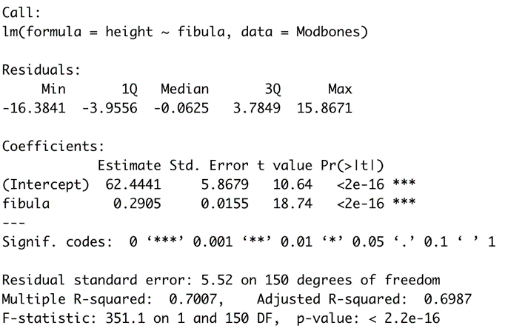 Call:
lm(formula = height ~ fibula, data = Modbones)
Residuals:
Min 1Q Median 3Q Max
-16.3841 -3.9556 -0.0625 3.7849 15.8671
Coefficients:
Estimate Std. Error t value Pr(>|t|)
(Intercept) 62.4441 5.8679 10.64 <2e-16 ***
fibula 0.2905 0.0155 18.74 <2e-16 ***
---
Signif. codes: 0 ‘***’ 0.001 ‘**’ 0.01 ‘*’ 0.05 ‘.’ 0.1 ‘ ’ 1
Residual standard error: 5.52 on 150 degrees of freedom
Multiple R-squared: 0.7007, Adjusted R-squared: 0.6987
F-statistic: 351.1 on 1 and 150 DF, p-value: < 2.2e-16